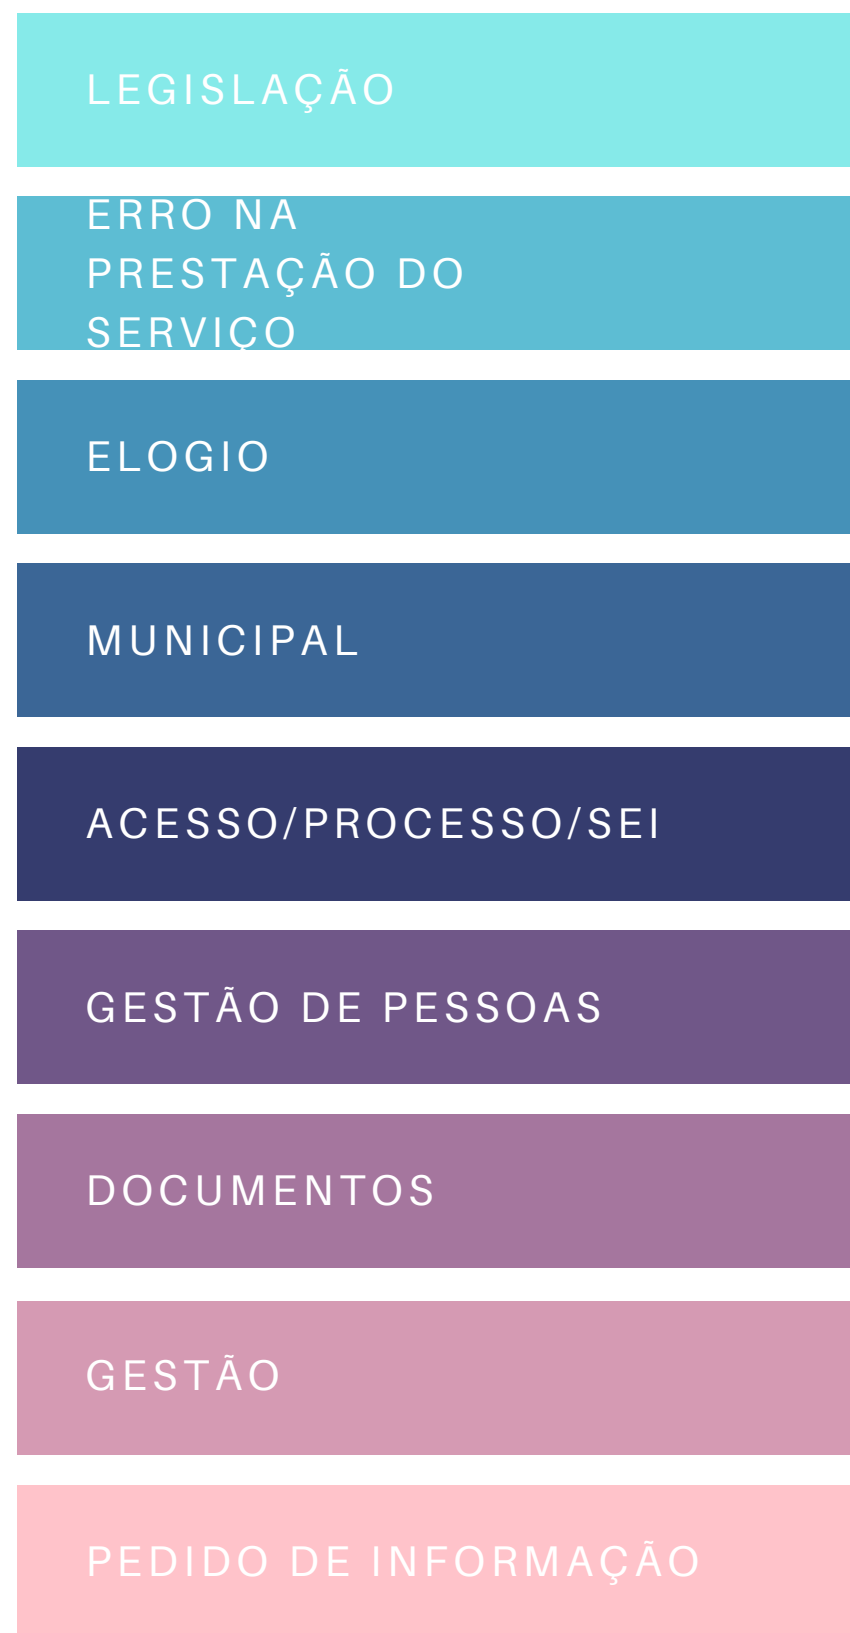 LEGISLAÇÃO
ERRO NA
PRESTAÇÃO DO
SERVIÇO
ELOGIO
MUNICIPAL
ACESSO/PROCESSO/SEI
GESTÃO DE PESSOAS
DOCUMENTOS
GESTÃO
PEDIDO DE INFORMAÇÃO